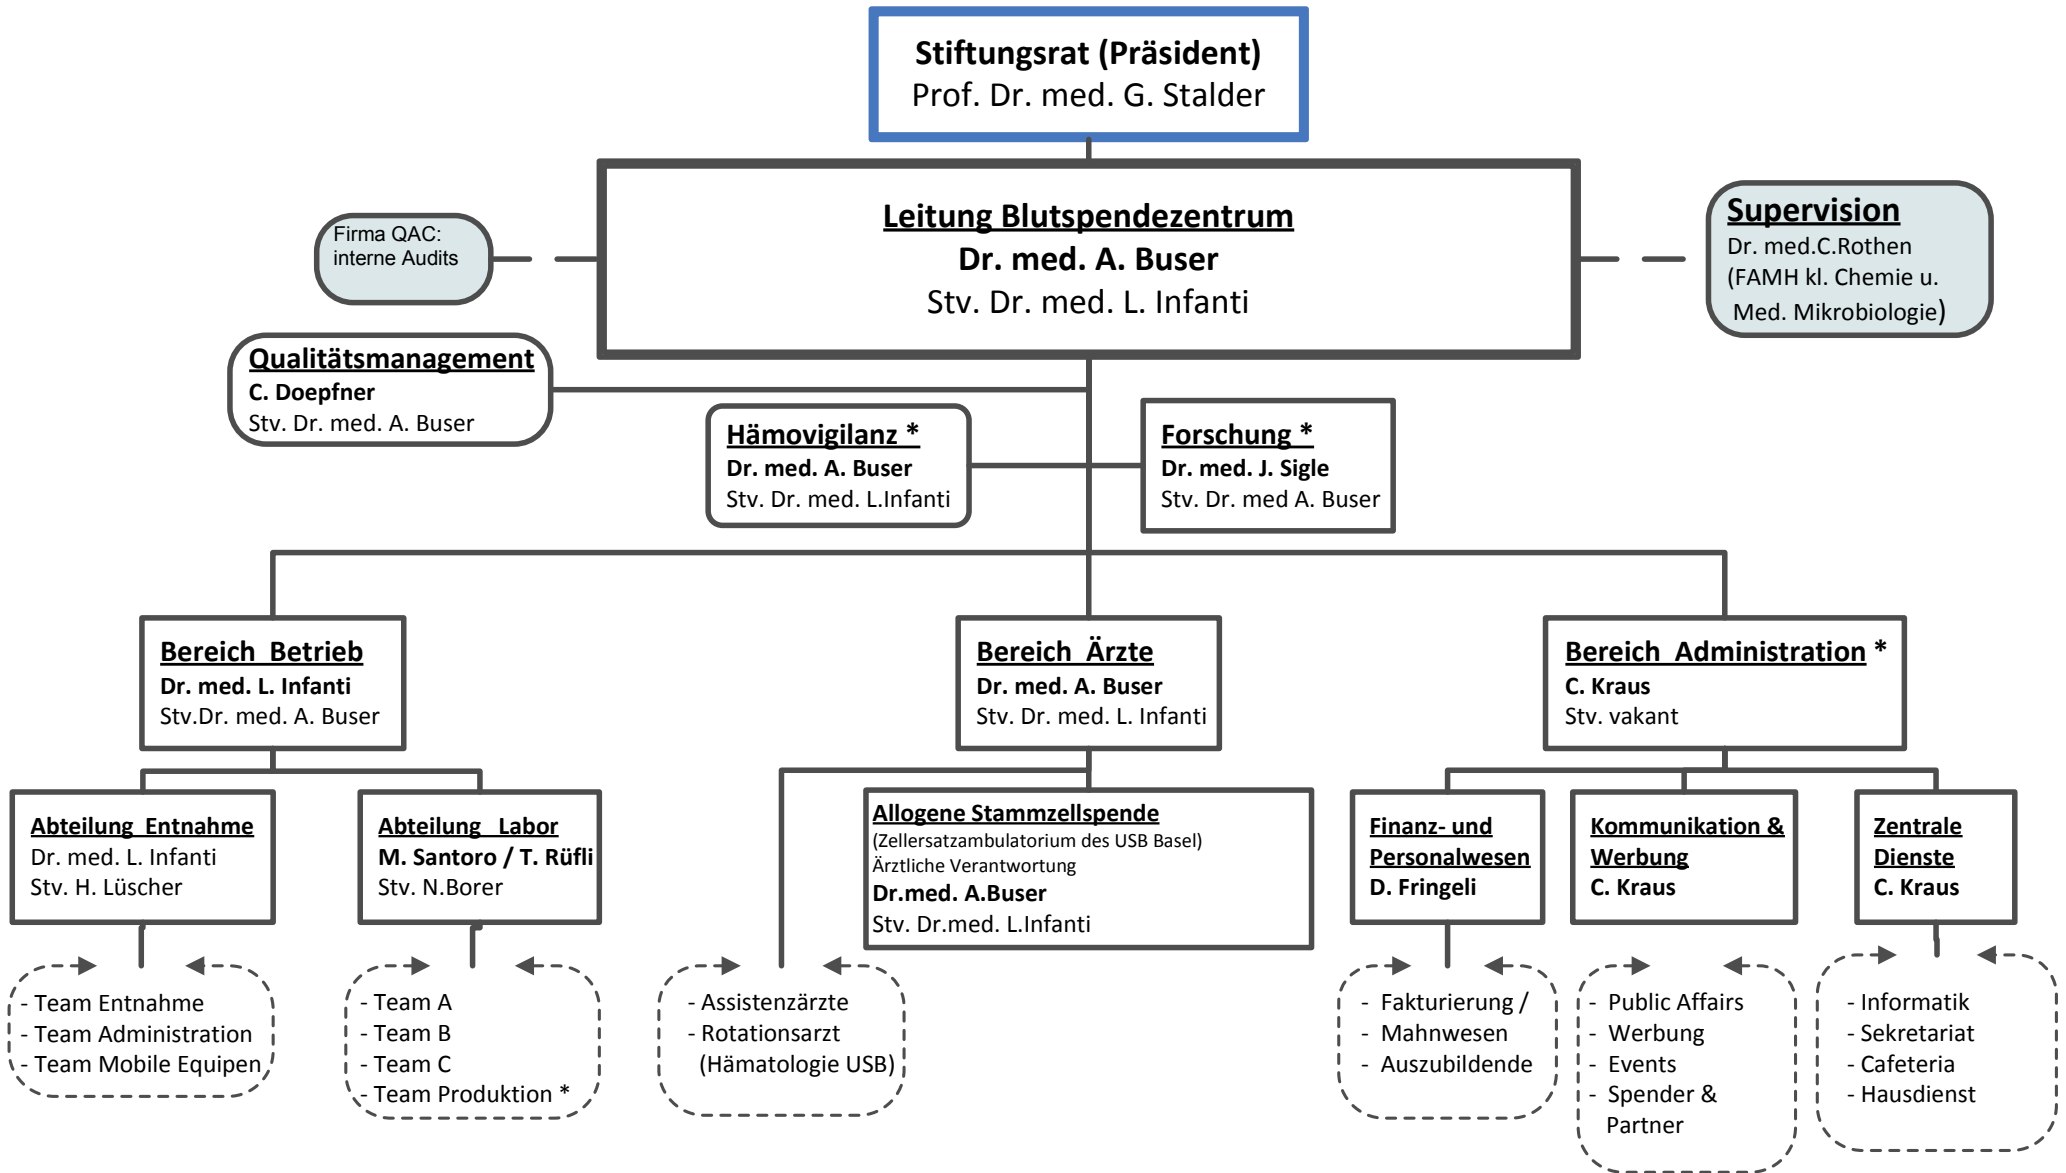 Stiftungsrat (Präsident)
Prof. Dr. med. G. Stalder
Leitung Blutspendezentrum
Dr. med. A. Buser
Stv. Dr. med. L. Infanti
Firma QAC:
interne Audits
Supervision
Dr. med.C.Rothen
(FAMH kl. Chemie u.
Med. Mikrobiologie)
Qualitätsmanagement
C. Doepfner
Stv. Dr. med. A. Buser
Hämovigilanz *
Dr. med. A. Buser
Stv. Dr. med. L.Infanti
Forschung *
Dr. med. J. Sigle
Stv. Dr. med A. Buser
Bereich Betrieb
Dr. med. L. Infanti
Stv.Dr. med. A. Buser
Bereich Ärzte
Dr. med. A. Buser
Stv. Dr. med. L. Infanti
Bereich Administration *
C. Kraus
Stv. vakant
Abteilung Entnahme
Dr. med. L. Infanti
Stv. H. Lüscher
Abteilung Labor
M. Santoro / T. Rüfli
Stv. N.Borer
Allogene Stammzellspende
(Zellersatzambulatorium des USB Basel)
Ärztliche Verantwortung
Dr.med. A.Buser
Stv. Dr.med. L.Infanti
Finanz- und
Personalwesen
D. Fringeli
Kommunikation &
Werbung
C. Kraus
Zentrale
Dienste
C. Kraus
- Team Entnahme
- Team Administration
- Team Mobile Equipen
- Team A
- Team B
- Team C
- Team Produktion *
- Assistenzärzte
- Rotationsarzt
(Hämatologie USB)
- Fakturierung /
- Mahnwesen
- Auszubildende
- Public Affairs
- Werbung
- Events
- Spender &
Partner
- Informatik
- Sekretariat
- Cafeteria
- Hausdienst